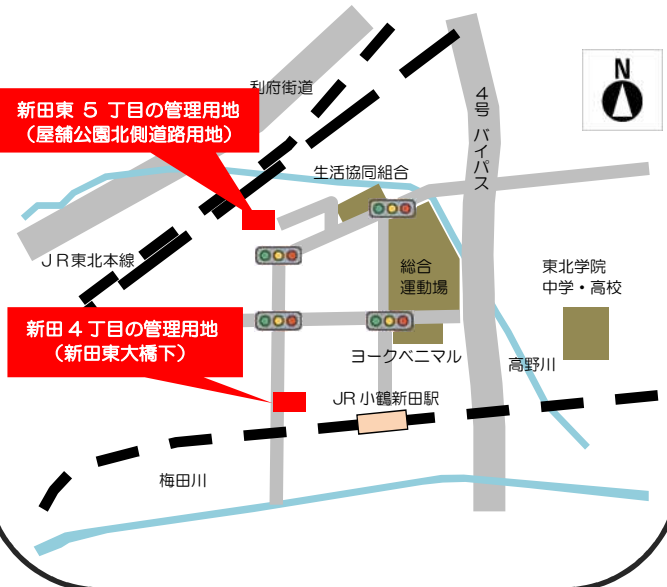 N
利府街道
新田東 5 丁目の管理用地
（屋舗公園北側道路用地）
4号 バイパス
生活協同組合
JR東北本線
総合
運動場
東北学院
中学・高校
新田4丁目の管理用地
（新田東大橋下）
ヨークベニマル
高野川
JR小鶴新田駅
梅田川